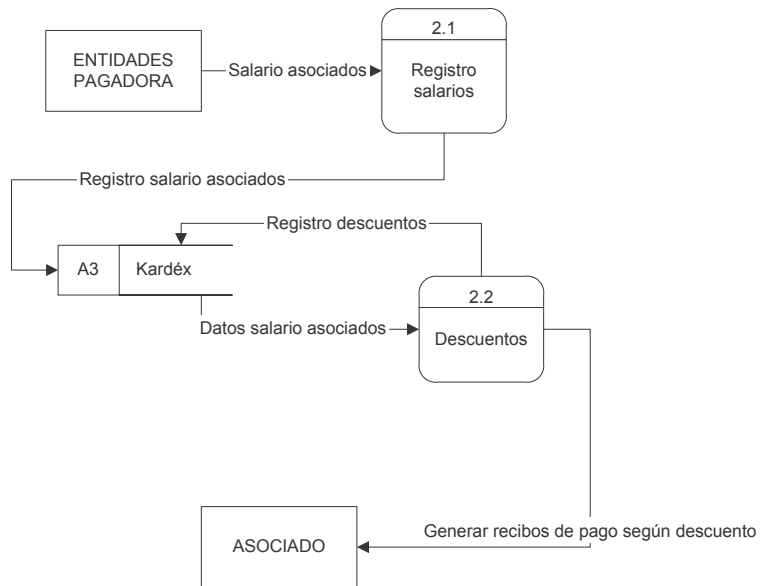 2.1
ENTIDADES
PAGADORA
Salario asociados
Registro
salarios
Registro salario asociados
Registro descuentos
A3
Kardéx
2.2
Datos salario asociados
Descuentos
Generar recibos de pago según descuento
ASOCIADO